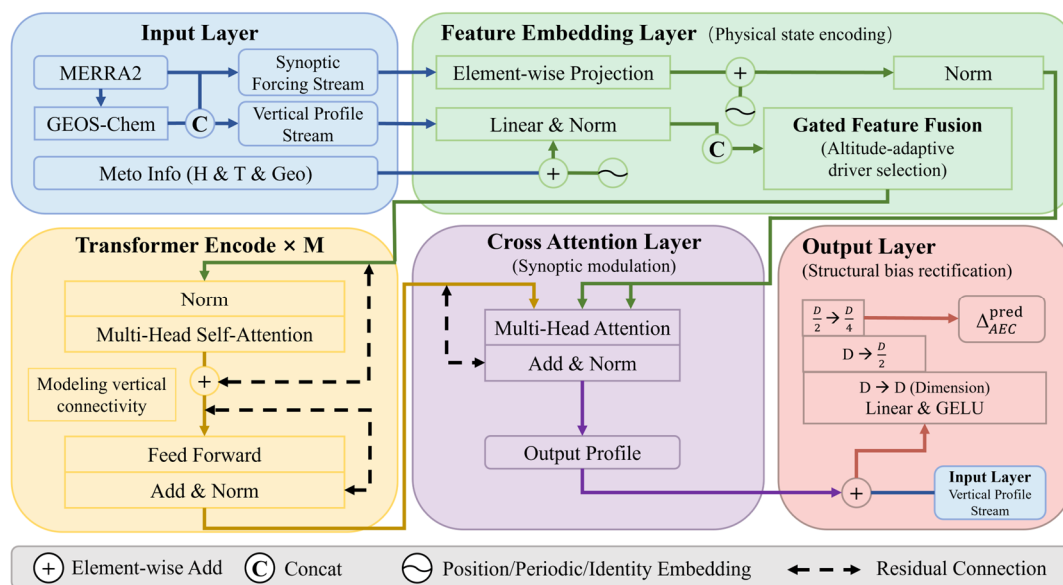 Input Layer
MERRA2
GEOS-Chem
C
Synoptic
Forcing Stream
Vertical Profile
Stream
Meto Info (H & T & Geo)
Feature Embedding Layer (Physical state encoding)
Element-wise Projection
+
Norm
Linear & Norm
C
Gated Feature Fusion
(Altitude-adaptive
driver selection)
+
Transformer Encode × M
Norm
Multi-Head Self-Attention
+
Modeling vertical
connectivity
Feed Forward
Add & Norm
Cross Attention Layer
(Synoptic modulation)
Multi-Head Attention
Add & Norm
Output Profile
Output Layer
(Structural bias rectification)
D/2 → D/4
Δ AEC pred
D → D/2
D → D (Dimension)
Linear & GELU
+
Input Layer
Vertical Profile
Stream
+ Element-wise Add
C Concat
Position/Periodic/Identity Embedding
Residual Connection